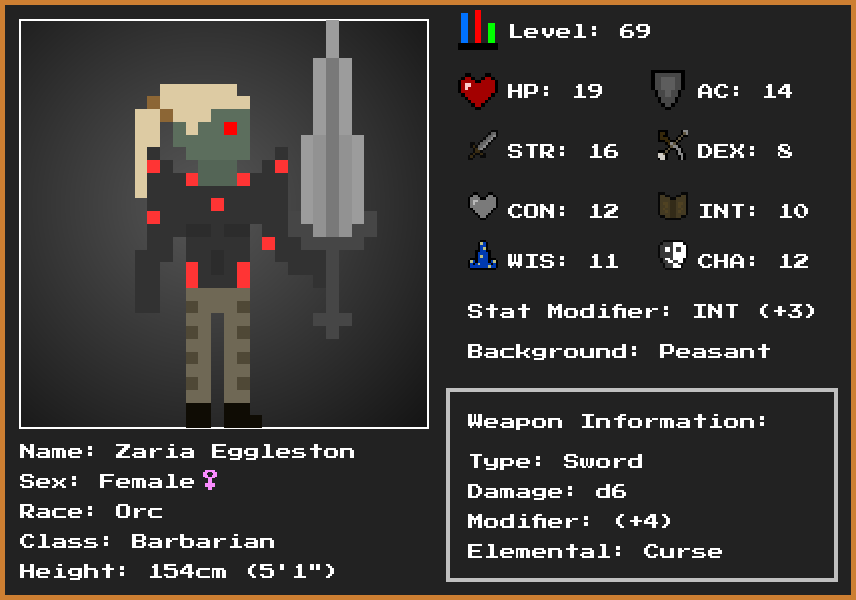 Level: 69
HP: 19
AC: 14
STR: 16
DEX: 8
CON: 12
INT: 10
WIS: 11
CHA: 12
Stat Modifier: INT (+3)
Background: Peasant
Weapon Information:
Type: Sword
Damage: d6
Modifier: (+4)
Elemental: Curse
Name: Zaria Eggleston
Sex: Female♀
Race: Orc
Class: Barbarian
Height: 154cm (5'1")